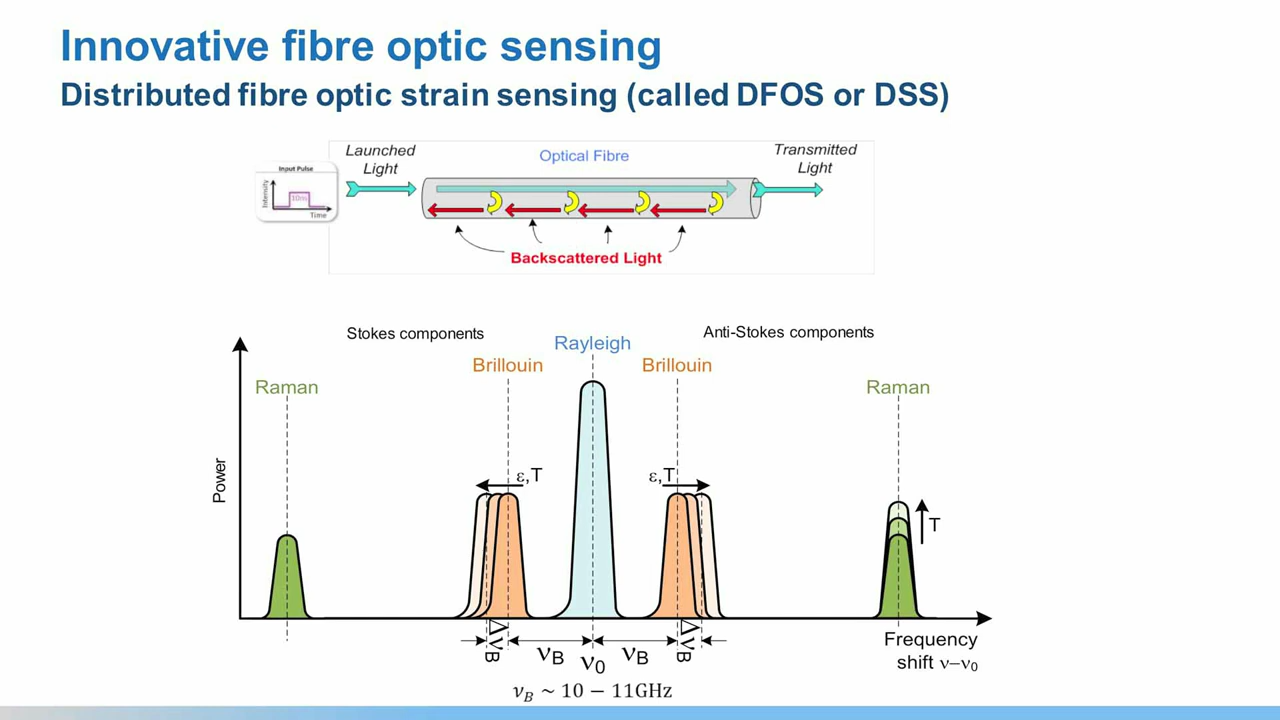 Innovative fibre optic sensing
Distributed fibre optic strain sensing (called DFOS or DSS)
Launched
Light
Optical Fibre
Transmitted
Light
Input Pulse
Intensity
10ns
Time
Backscattered Light
Stokes components
Anti-Stokes components
Rayleigh
Brillouin
Brillouin
Raman
Raman
Power
ε,T
ε,T
T
ΔνB
νB
ν0
νB
ΔνB
Frequency
shift ν–ν0
νB ~ 10 − 11GHz